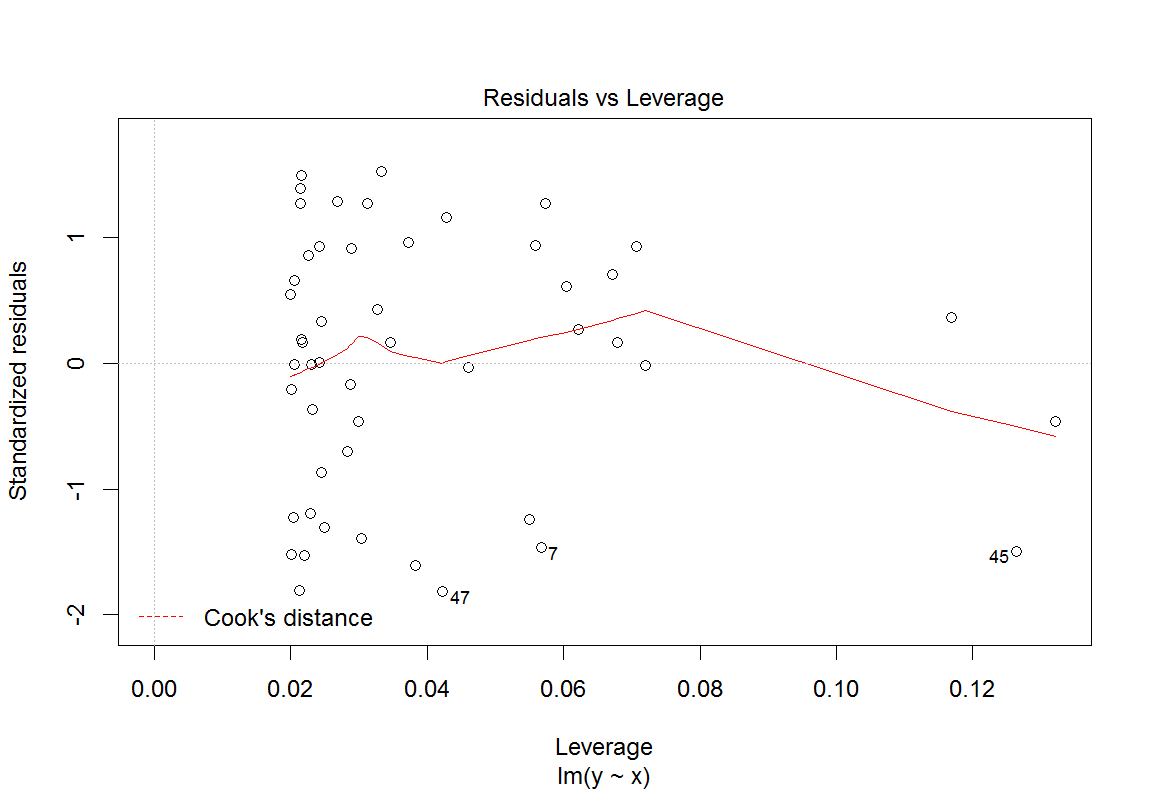 Residuals vs Leverage
Standardized residuals
1
0
-1
-2
7
45
47
Cook's distance
0.00 0.02 0.04 0.06 0.08 0.10 0.12
Leverage
lm(y ~ x)